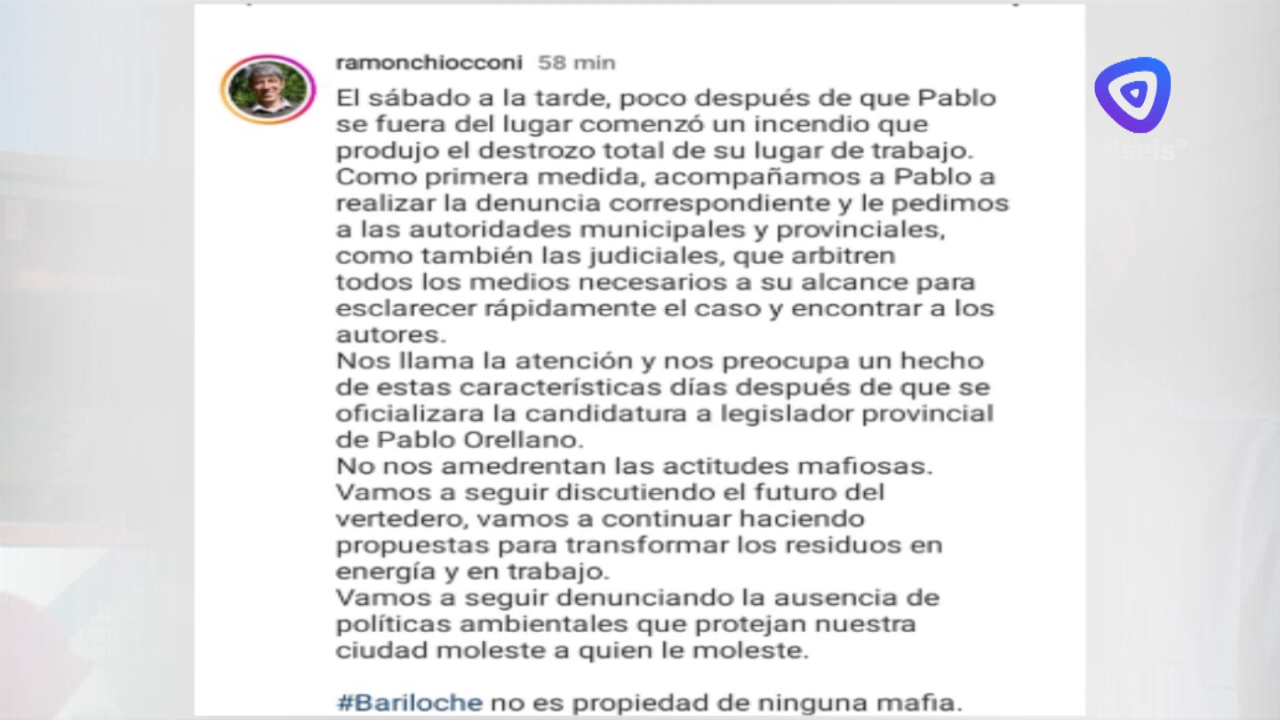 ramonchiocconi 58 min
El sábado a la tarde, poco después de que Pablo
se fuera del lugar comenzó un incendio que
produjo el destrozo total de su lugar de trabajo.
Como primera medida, acompañamos a Pablo a
realizar la denuncia correspondiente y le pedimos
a las autoridades municipales y provinciales,
como también las judiciales, que arbitren
todos los medios necesarios a su alcance para
esclarecer rápidamente el caso y encontrar a los
autores.
Nos llama la atención y nos preocupa un hecho
de estas características días después de que se
oficializara la candidatura a legislador provincial
de Pablo Orellano.
No nos amedrentan las actitudes mafiosas.
Vamos a seguir discutiendo el futuro del
vertedero, vamos a continuar haciendo
propuestas para transformar los residuos en
energía y en trabajo.
Vamos a seguir denunciando la ausencia de
políticas ambientales que protejan nuestra
ciudad moleste a quien le moleste.
#Bariloche no es propiedad de ninguna mafia.
elseis